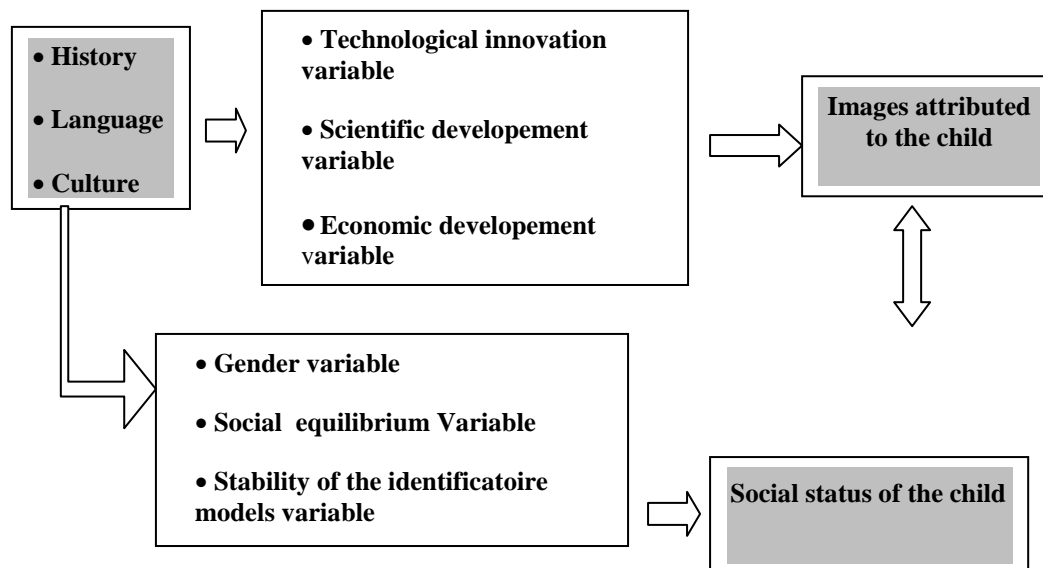 • History
• Language
• Culture
• Technological innovation
variable
• Scientific developement
variable
• Economic developement
variable
Images attributed
to the child
• Gender variable
• Social equilibrium Variable
• Stability of the identificatoire
models variable
Social status of the child